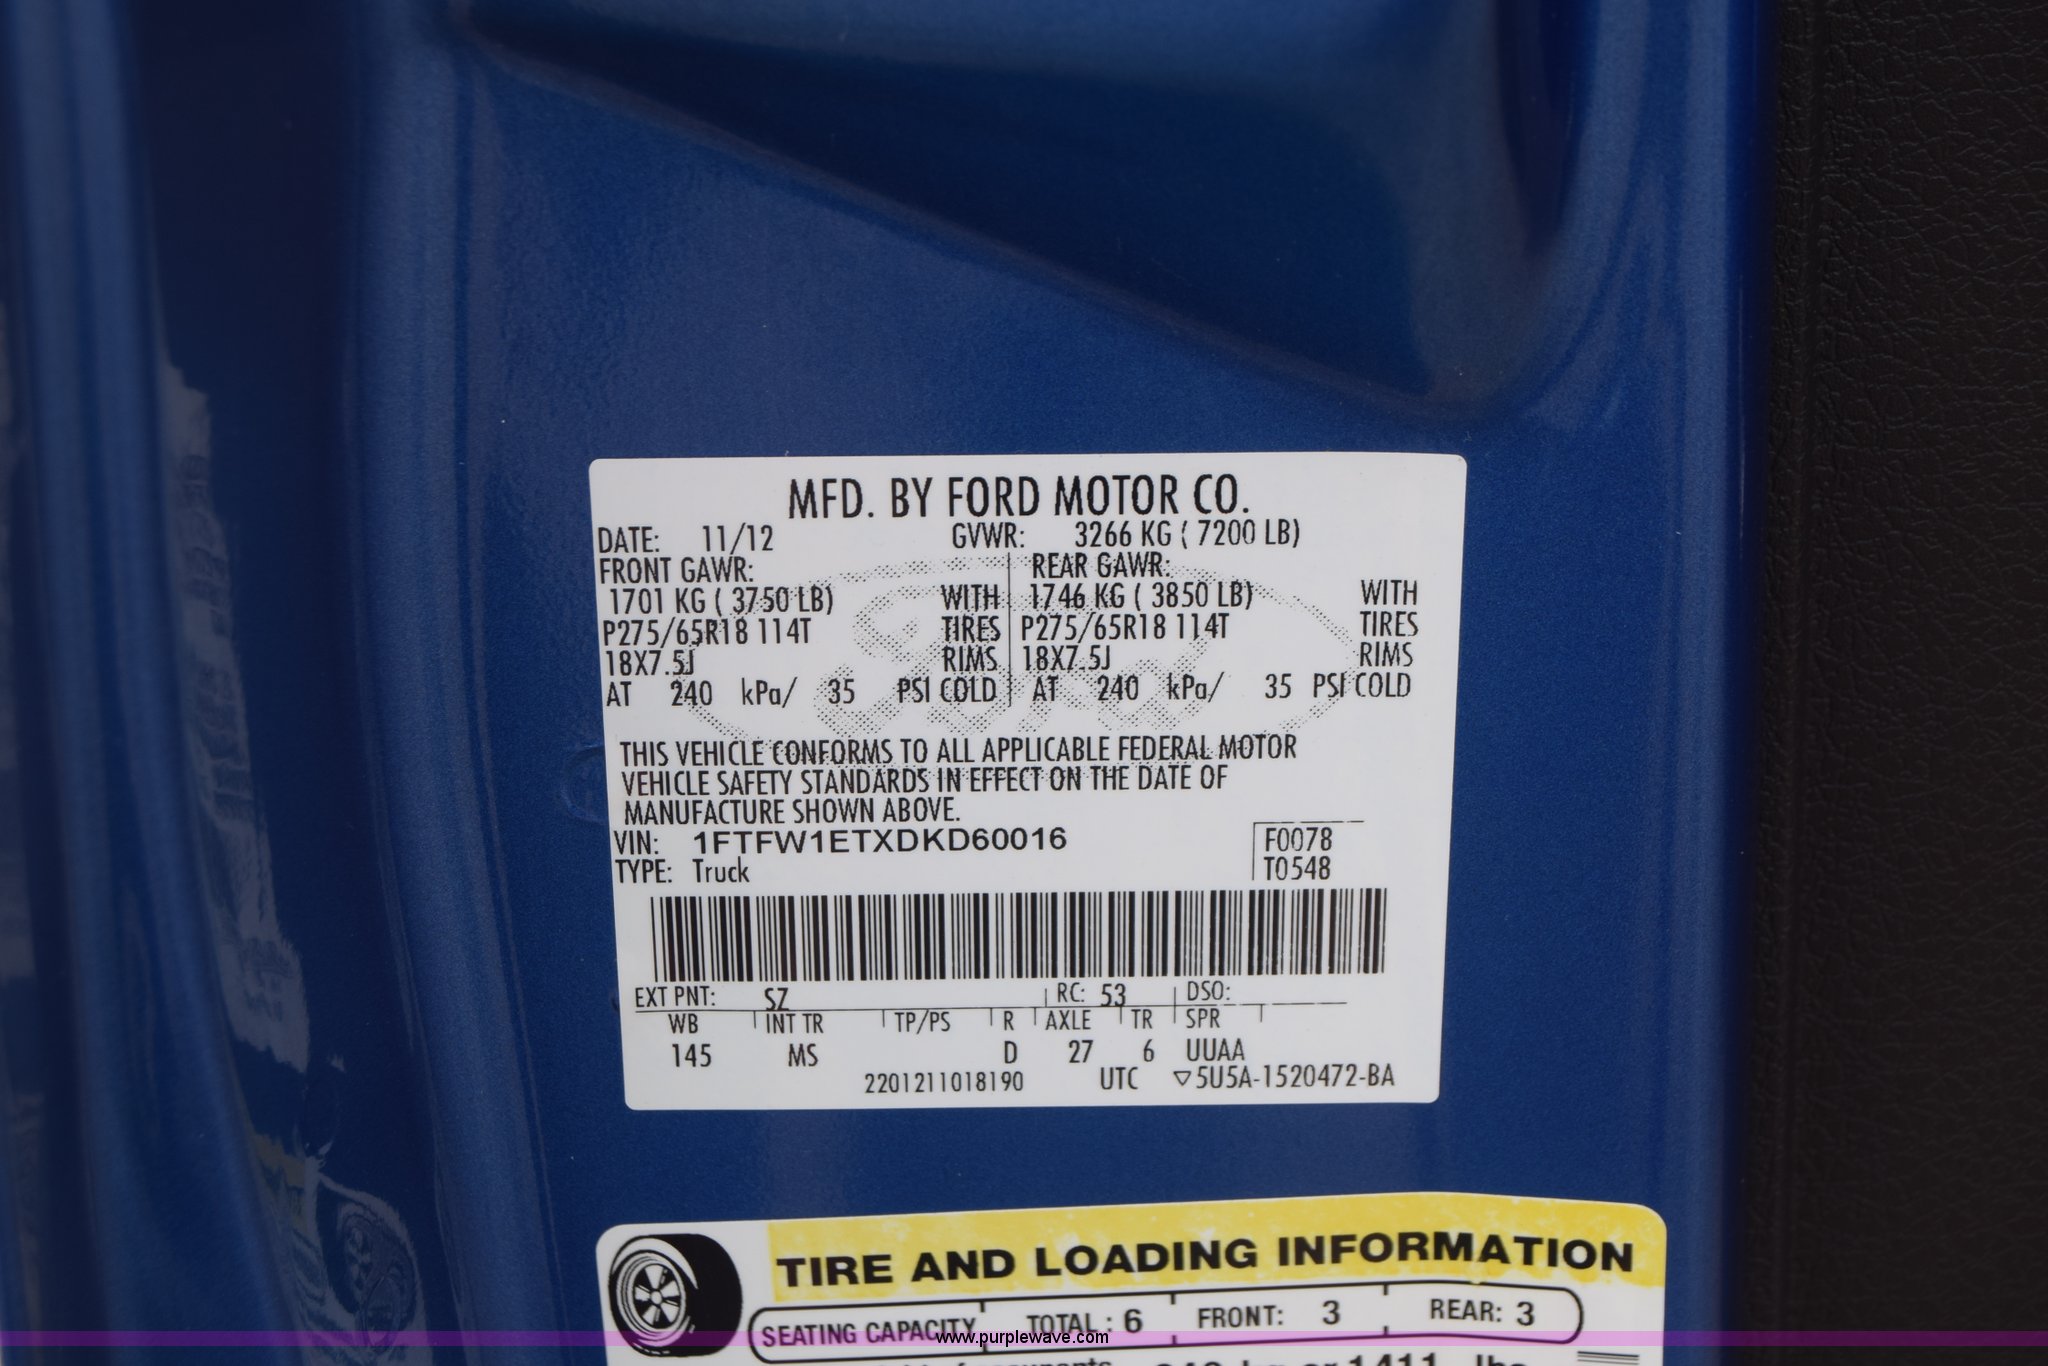 MFD. BY FORD MOTOR CO.
DATE: 11/12 GVWR: 3266 KG ( 7200 LB)
FRONT GAWR: REAR GAWR:
1701 KG ( 3750 LB) WITH 1746 KG ( 3850 LB) WITH
P275/65R18 114T TIRES P275/65R18 114T TIRES
18X7.5J RIMS 18X7.5J RIMS
AT 240 kPa/ 35 PSI COLD AT 240 kPa/ 35 PSI COLD
THIS VEHICLE CONFORMS TO ALL APPLICABLE FEDERAL MOTOR
VEHICLE SAFETY STANDARDS IN EFFECT ON THE DATE OF
MANUFACTURE SHOWN ABOVE.
VIN: 1FTFW1ETXDKD60016 F0078
TYPE: Truck T0548
EXT PNT: SZ RC: 53 DSO:
WB INT TR TP/PS R AXLE TR SPR
145 MS D 27 6 UUAA
2201211018190 UTC ▽5U5A-1520472-BA
TIRE AND LOADING INFORMATION
SEATING CAPACITY TOTAL : 6 FRONT: 3 REAR: 3
www.purplewave.com
or 1411 lbs